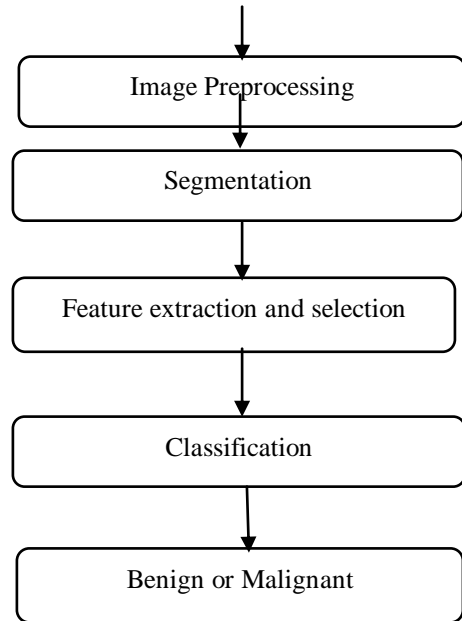 Image Preprocessing
Segmentation
Feature extraction and selection
Classification
Benign or Malignant